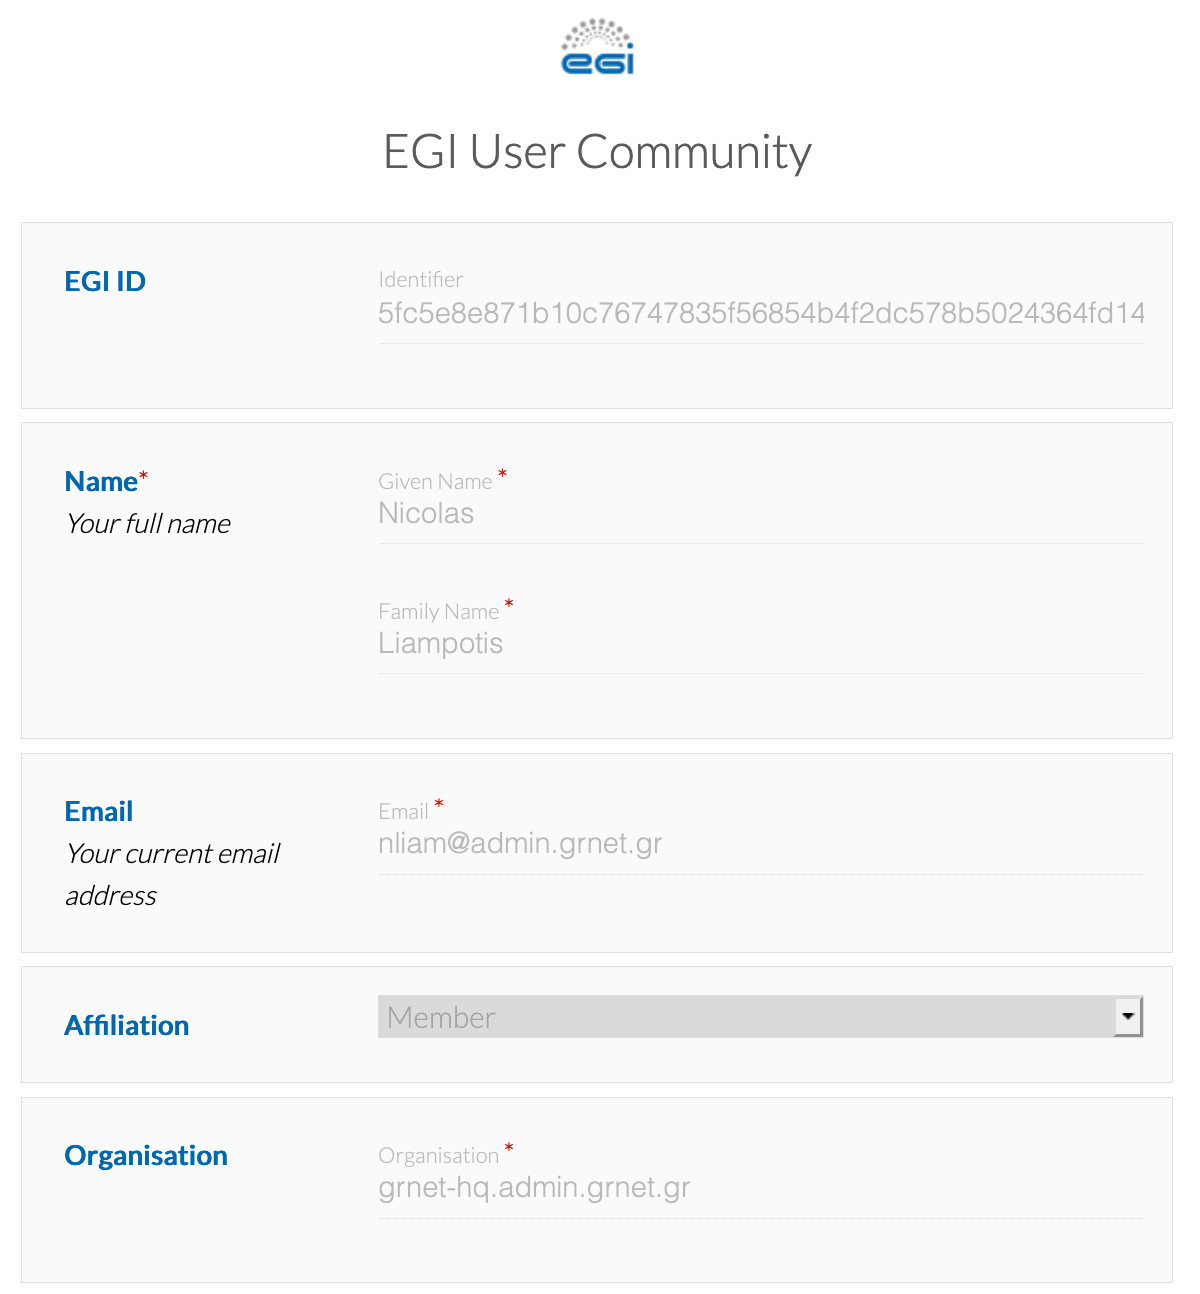 egi
EGI User Community
EGI ID
Identifier
5fc5e8e871b10c76747835f56854b4f2dc578b5024364fd14
Name*
Your full name
Given Name *
Nicolas
Family Name *
Liampotis
Email
Your current email
address
Email *
nliam@admin.grnet.gr
Affiliation
Member
Organisation
Organisation *
grnet-hq.admin.grnet.gr